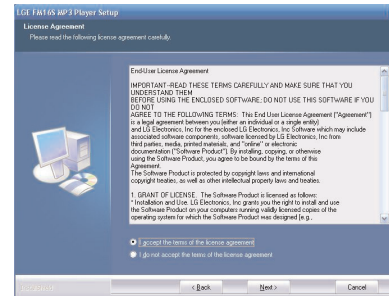 LGE FM16S MP3 Player Setup
License Agreement
Please read the following license agreement carefully.
End-User License Agreement
IMPORTANT-READ THESE TERMS CAREFULLY AND MAKE SURE THAT YOU
UNDERSTAND THEM
BEFORE USING THE ENCLOSED SOFTWARE; DO NOT USE THIS SOFTWARE IF YOU
DO NOT
AGREE TO THE FOLLOWING TERMS: This End User License Agreement ("Agreement")
is a legal agreement between you (either an individual or a single entity)
and LG Electronics, Inc for the enclosed LG Electronics, Inc Software which may include
associated software components, software licensed by LG Electronics, Inc from
third parties, media, printed materials, and "online" or electronic
documentation ("Software Product"). By installing, copying, or otherwise
using the Software Product, you agree to be bound by the terms of this
Agreement.
The Software Product is protected by copyright laws and international
copyright treaties, as well as other intellectual property laws and treaties.
1. GRANT OF LICENSE. The Software Product is licensed as follows:
* Installation and Use. LG Electronics, Inc grants you the right to install and use
the Software Product on your computers running validly licensed copies of the
operating system for which the Software Product was designed [e.g.,
I accept the terms of the license agreement
I do not accept the terms of the license agreement
InstallShield
< Back
Next >
Cancel